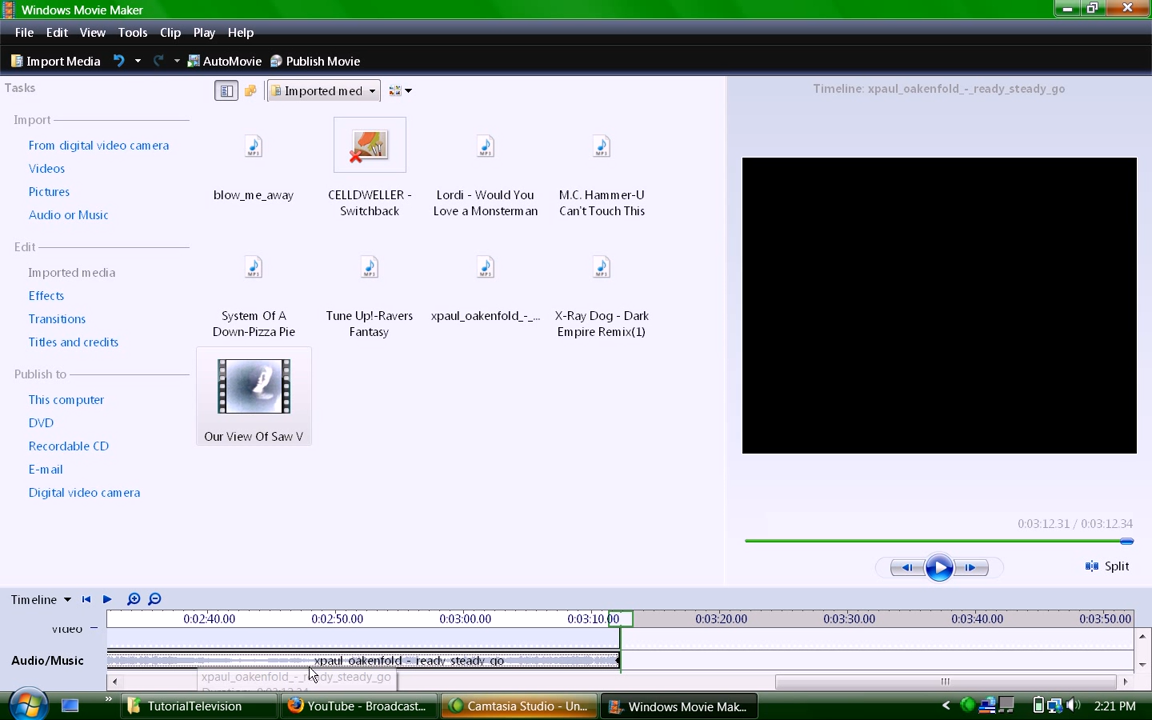 Windows Movie Maker
File Edit View Tools Clip Play Help
Import Media AutoMovie Publish Movie
Tasks
Imported med
Timeline: xpaul_oakenfold_-_ready_steady_go
Import
From digital video camera
Videos
Pictures
Audio or Music
Edit
Imported media
Effects
Transitions
Titles and credits
Publish to
This computer
DVD
Recordable CD
E-mail
Digital video camera
blow_me_away
CELLDWELLER -
Switchback
Lordi - Would You
Love a Monsterman
M.C. Hammer-U
Can't Touch This
System Of A
Down-Pizza Pie
Tune Up!-Ravers
Fantasy
xpaul_oakenfold_-_...
X-Ray Dog - Dark
Empire Remix(1)
Our View Of Saw V
0:03:12.31 / 0:03:12.34
Split
Timeline
0:02:40.00 0:02:50.00 0:03:00.00 0:03:10.00 0:03:20.00 0:03:30.00 0:03:40.00 0:03:50.00
Video
Audio/Music
xpaul_oakenfold_-_ready_steady_go
xpaul_oakenfold_-_ready_steady_go
Duration: 0:03:12.34
TutorialTelevision YouTube - Broadcast... Camtasia Studio - Un... Windows Movie Mak... 2:21 PM